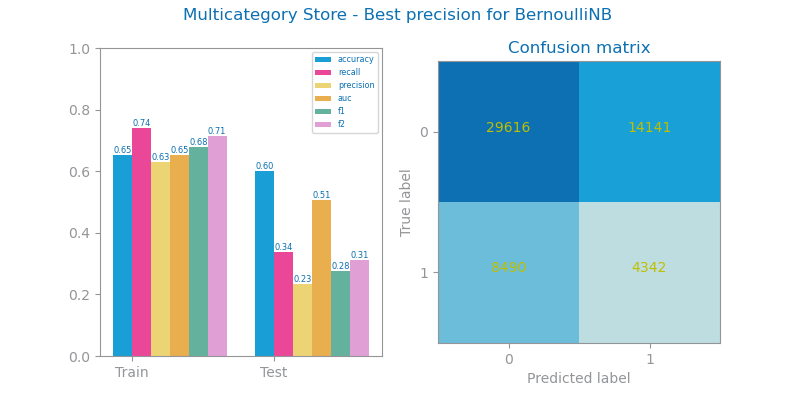 Multicategory Store - Best precision for BernoulliNB
1.0
0.8
0.6
0.4
0.2
0.0
0.65
0.74
0.63
0.65
0.68
0.71
0.60
0.34
0.23
0.51
0.28
0.31
accuracy
recall
precision
auc
f1
f2
Train
Test
Confusion matrix
True label
0
1
29616
14141
8490
4342
0
1
Predicted label